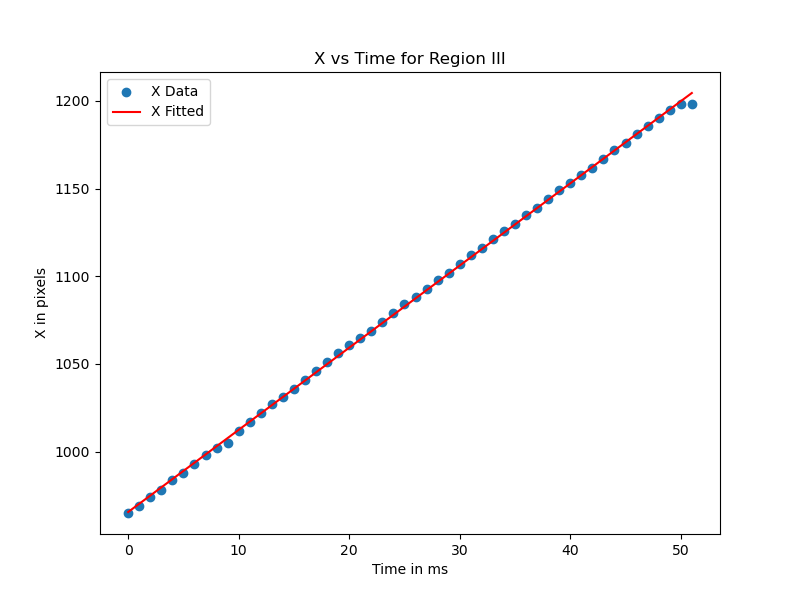 X vs Time for Region III
X Data
X Fitted
1200
1150
1100
1050
1000
X in pixels
0 10 20 30 40 50
Time in ms